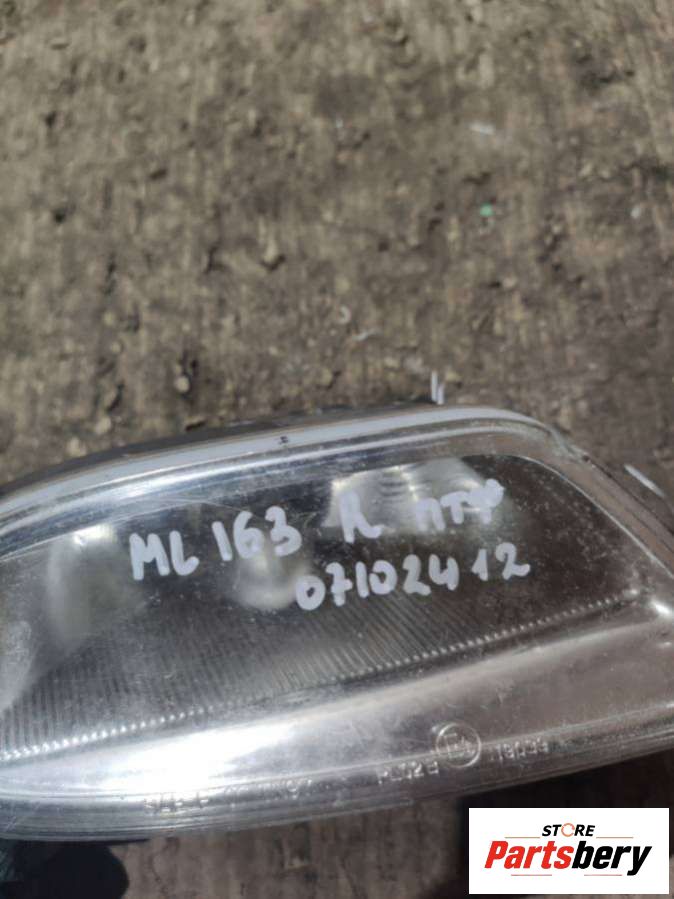 ML 163 R ПТФ
07102412
STORE
Partsbery